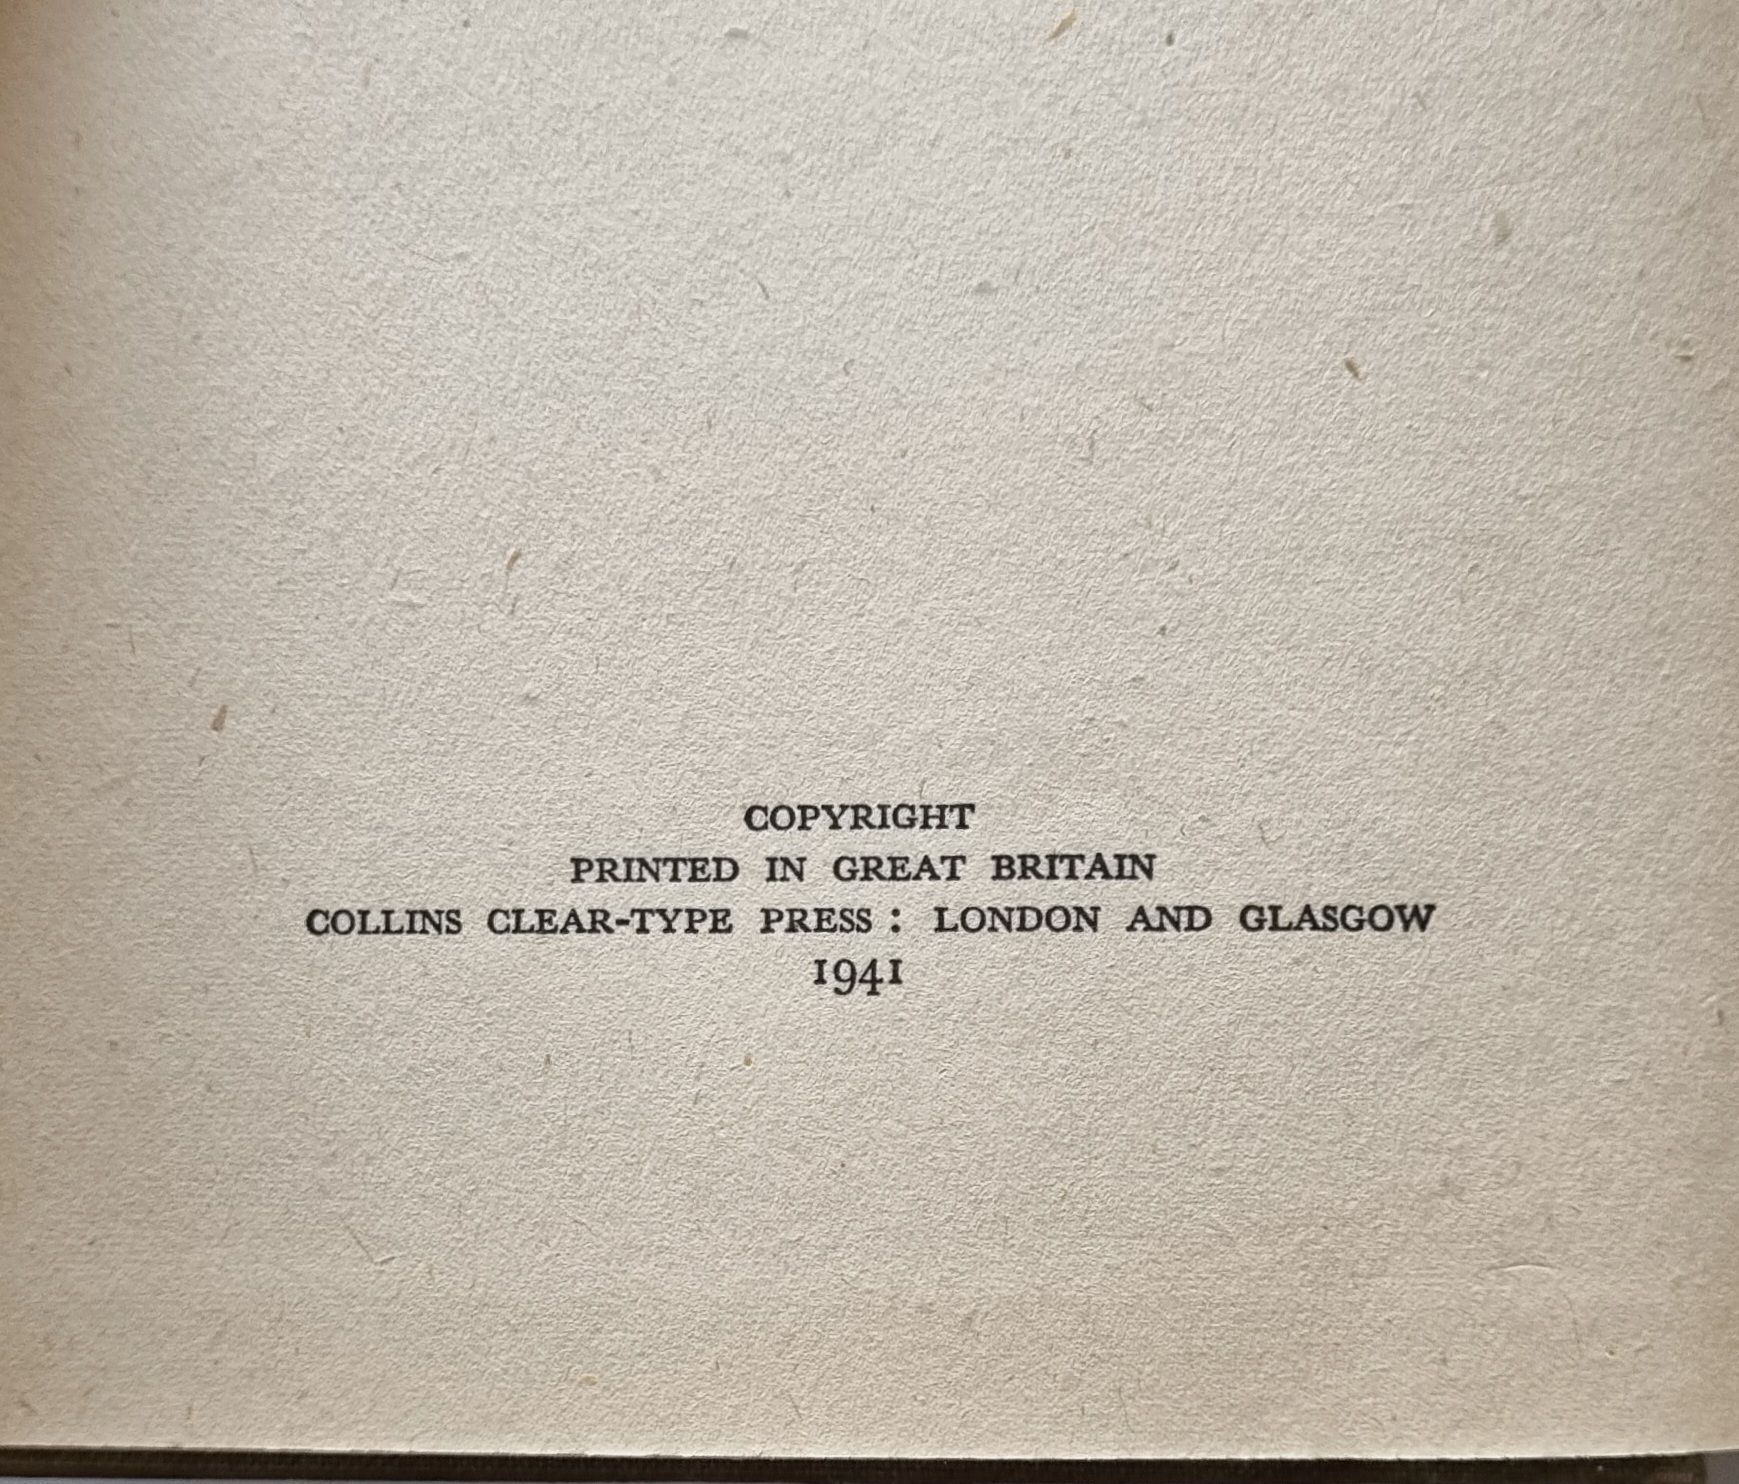 COPYRIGHT
PRINTED IN GREAT BRITAIN
COLLINS CLEAR-TYPE PRESS : LONDON AND GLASGOW
1941